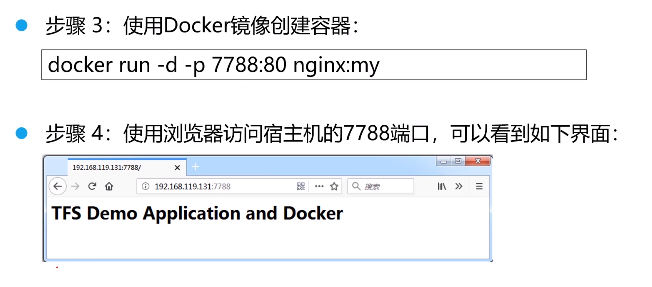 步骤 3：使用Docker镜像创建容器：
docker run -d -p 7788:80 nginx:my
步骤 4：使用浏览器访问宿主机的7788端口，可以看到如下界面：
192.168.119.131:7788/
192.168.119.131:7788
搜索
TFS Demo Application and Docker